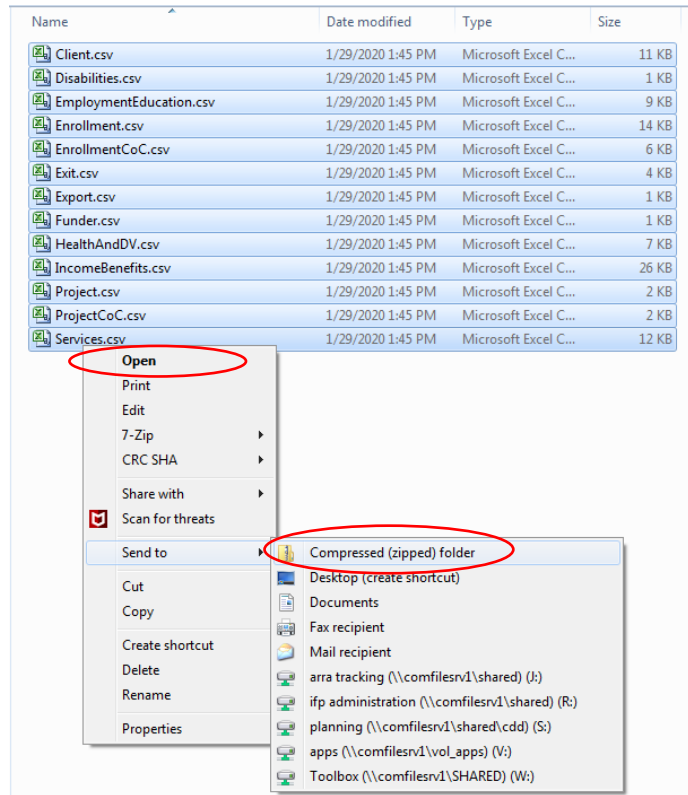 Name Date modified Type Size
Client.csv 1/29/2020 1:45 PM Microsoft Excel C... 11 KB
Disabilities.csv 1/29/2020 1:45 PM Microsoft Excel C... 1 KB
EmploymentEducation.csv 1/29/2020 1:45 PM Microsoft Excel C... 9 KB
Enrollment.csv 1/29/2020 1:45 PM Microsoft Excel C... 14 KB
EnrollmentCoC.csv 1/29/2020 1:45 PM Microsoft Excel C... 6 KB
Exit.csv 1/29/2020 1:45 PM Microsoft Excel C... 4 KB
Export.csv 1/29/2020 1:45 PM Microsoft Excel C... 1 KB
Funder.csv 1/29/2020 1:45 PM Microsoft Excel C... 1 KB
HealthAndDV.csv 1/29/2020 1:45 PM Microsoft Excel C... 7 KB
IncomeBenefits.csv 1/29/2020 1:45 PM Microsoft Excel C... 26 KB
Project.csv 1/29/2020 1:45 PM Microsoft Excel C... 2 KB
ProjectCoC.csv 1/29/2020 1:45 PM Microsoft Excel C... 2 KB
Services.csv 1/29/2020 1:45 PM Microsoft Excel C... 12 KB
Open
Print
Edit
7-Zip
CRC SHA
Share with
Scan for threats
Send to
Cut
Copy
Create shortcut
Delete
Rename
Properties
Compressed (zipped) folder
Desktop (create shortcut)
Documents
Fax recipient
Mail recipient
arra tracking (\\comfilesrv1\shared) (J:)
ifp administration (\\comfilesrv1\shared) (R:)
planning (\\comfilesrv1\shared\cdd) (S:)
apps (\\comfilesrv1\vol_apps) (V:)
Toolbox (\\comfilesrv1\SHARED) (W:)